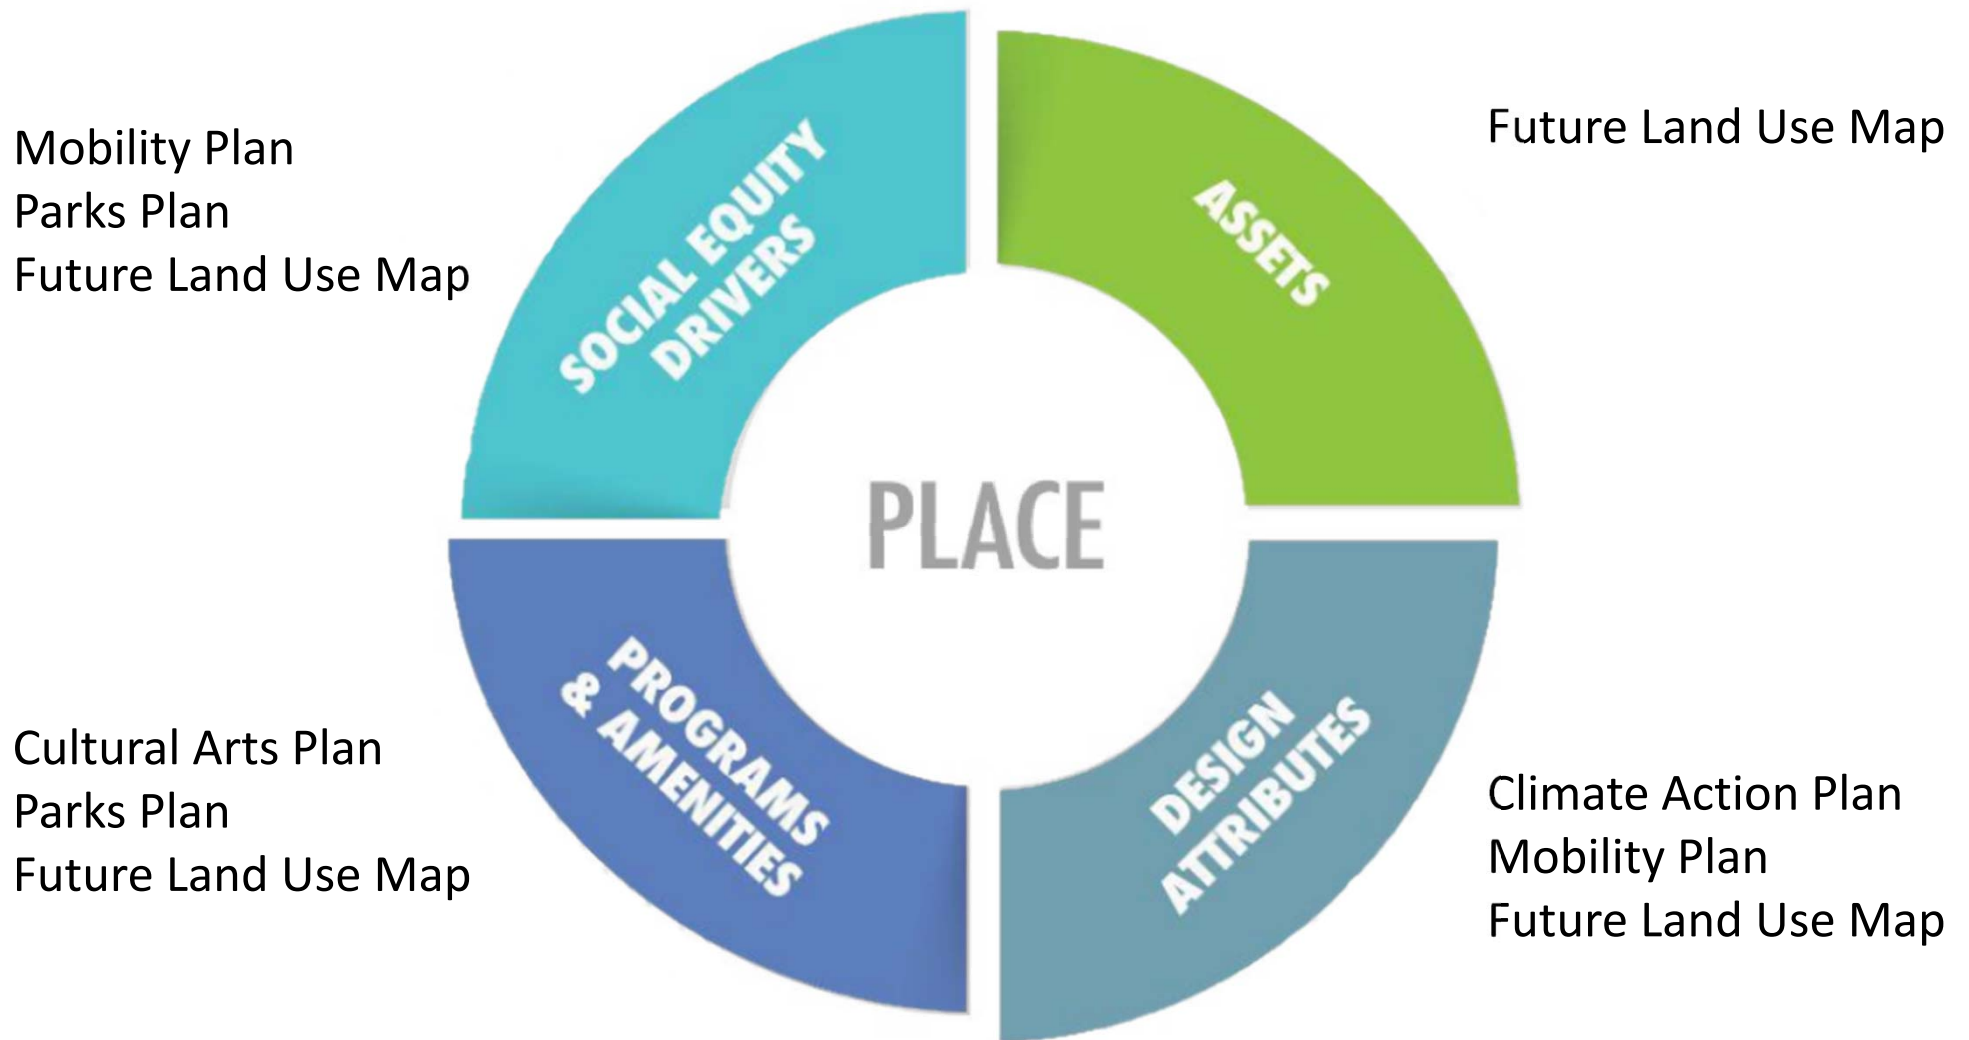 Mobility Plan
Parks Plan
Future Land Use Map
SOCIAL EQUITY
DRIVERS
ASSETS
Future Land Use Map
PLACE
Cultural Arts Plan
Parks Plan
Future Land Use Map
PROGRAMS
& AMENITIES
DESIGN
ATTRIBUTES
Climate Action Plan
Mobility Plan
Future Land Use Map